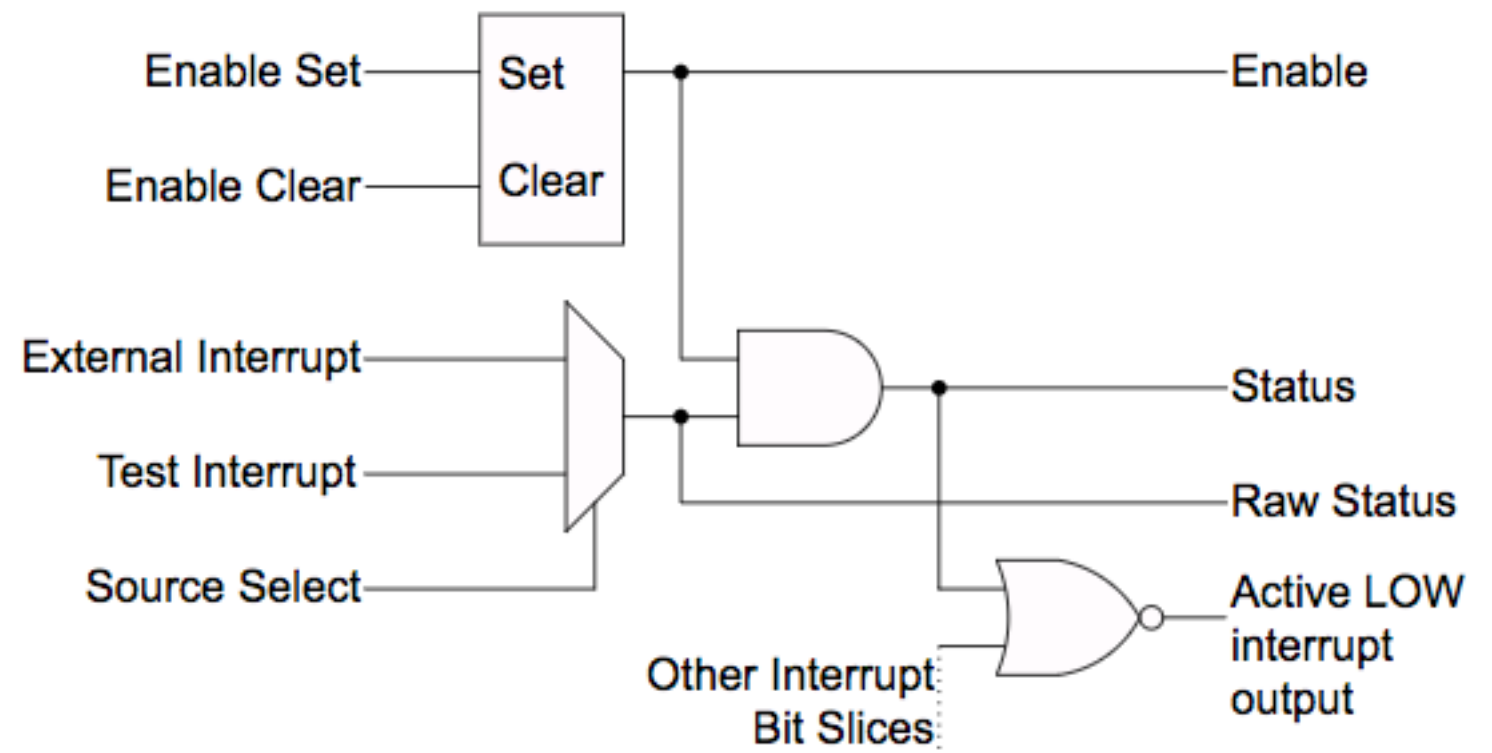 Enable Set
Set
Enable
Enable Clear
Clear
External Interrupt
Status
Test Interrupt
Raw Status
Source Select
Active LOW
interrupt
output
Other Interrupt
Bit Slices